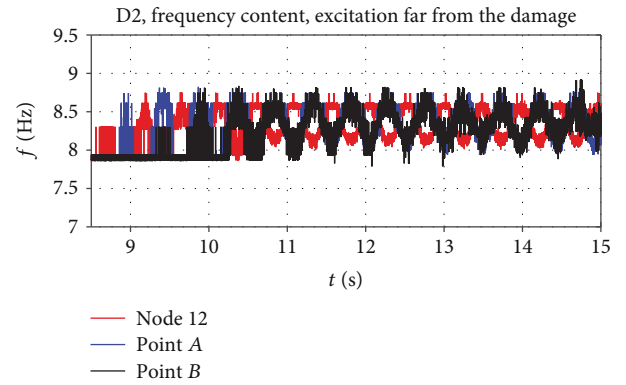 D2, frequency content, excitation far from the damage
f (Hz)
9.5
9
8.5
8
7.5
7
9 10 11 12 13 14 15
t (s)
Node 12
Point A
Point B